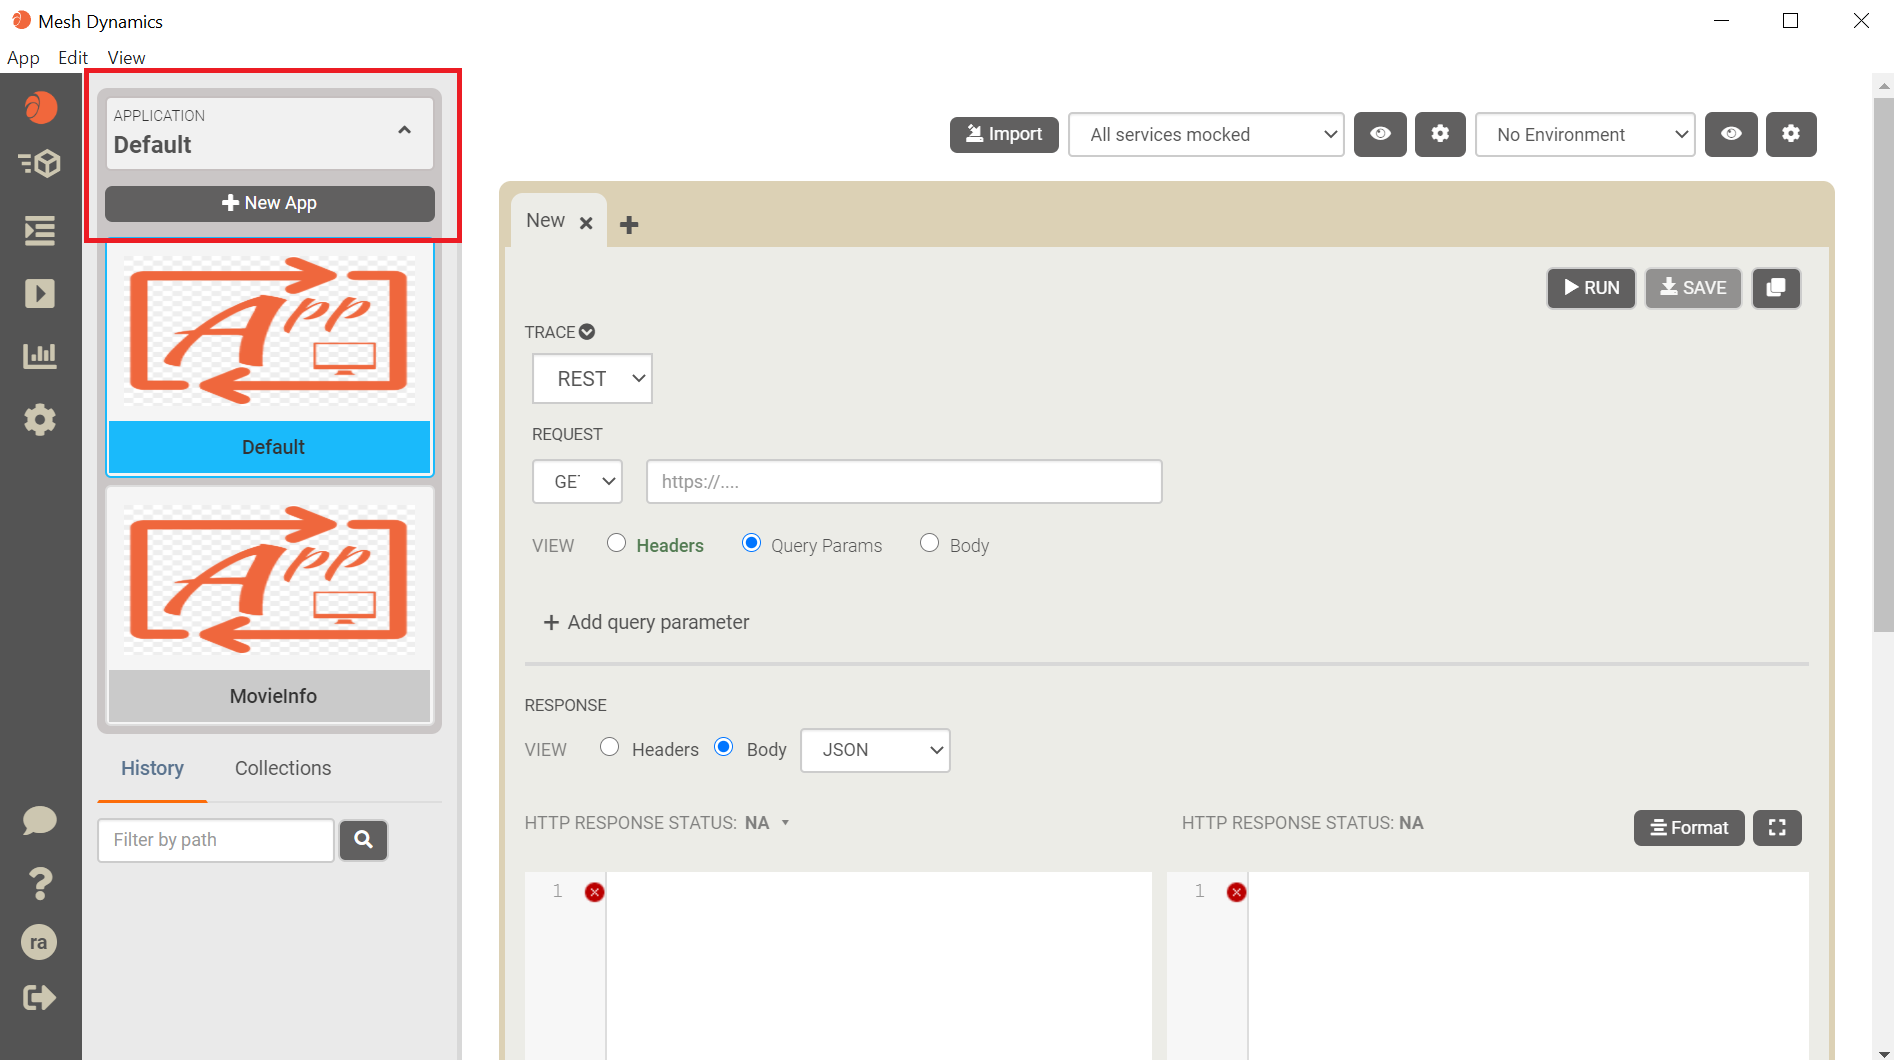 Mesh Dynamics
App Edit View
APPLICATION
Default
New App
App
Default
App
MovieInfo
History Collections
Filter by path
ra
Import All services mocked No Environment
New
RUN SAVE
TRACE
REST
REQUEST
GET https://....
VIEW Headers Query Params Body
+ Add query parameter
RESPONSE
VIEW Headers Body JSON
HTTP RESPONSE STATUS: NA HTTP RESPONSE STATUS: NA Format
1 1